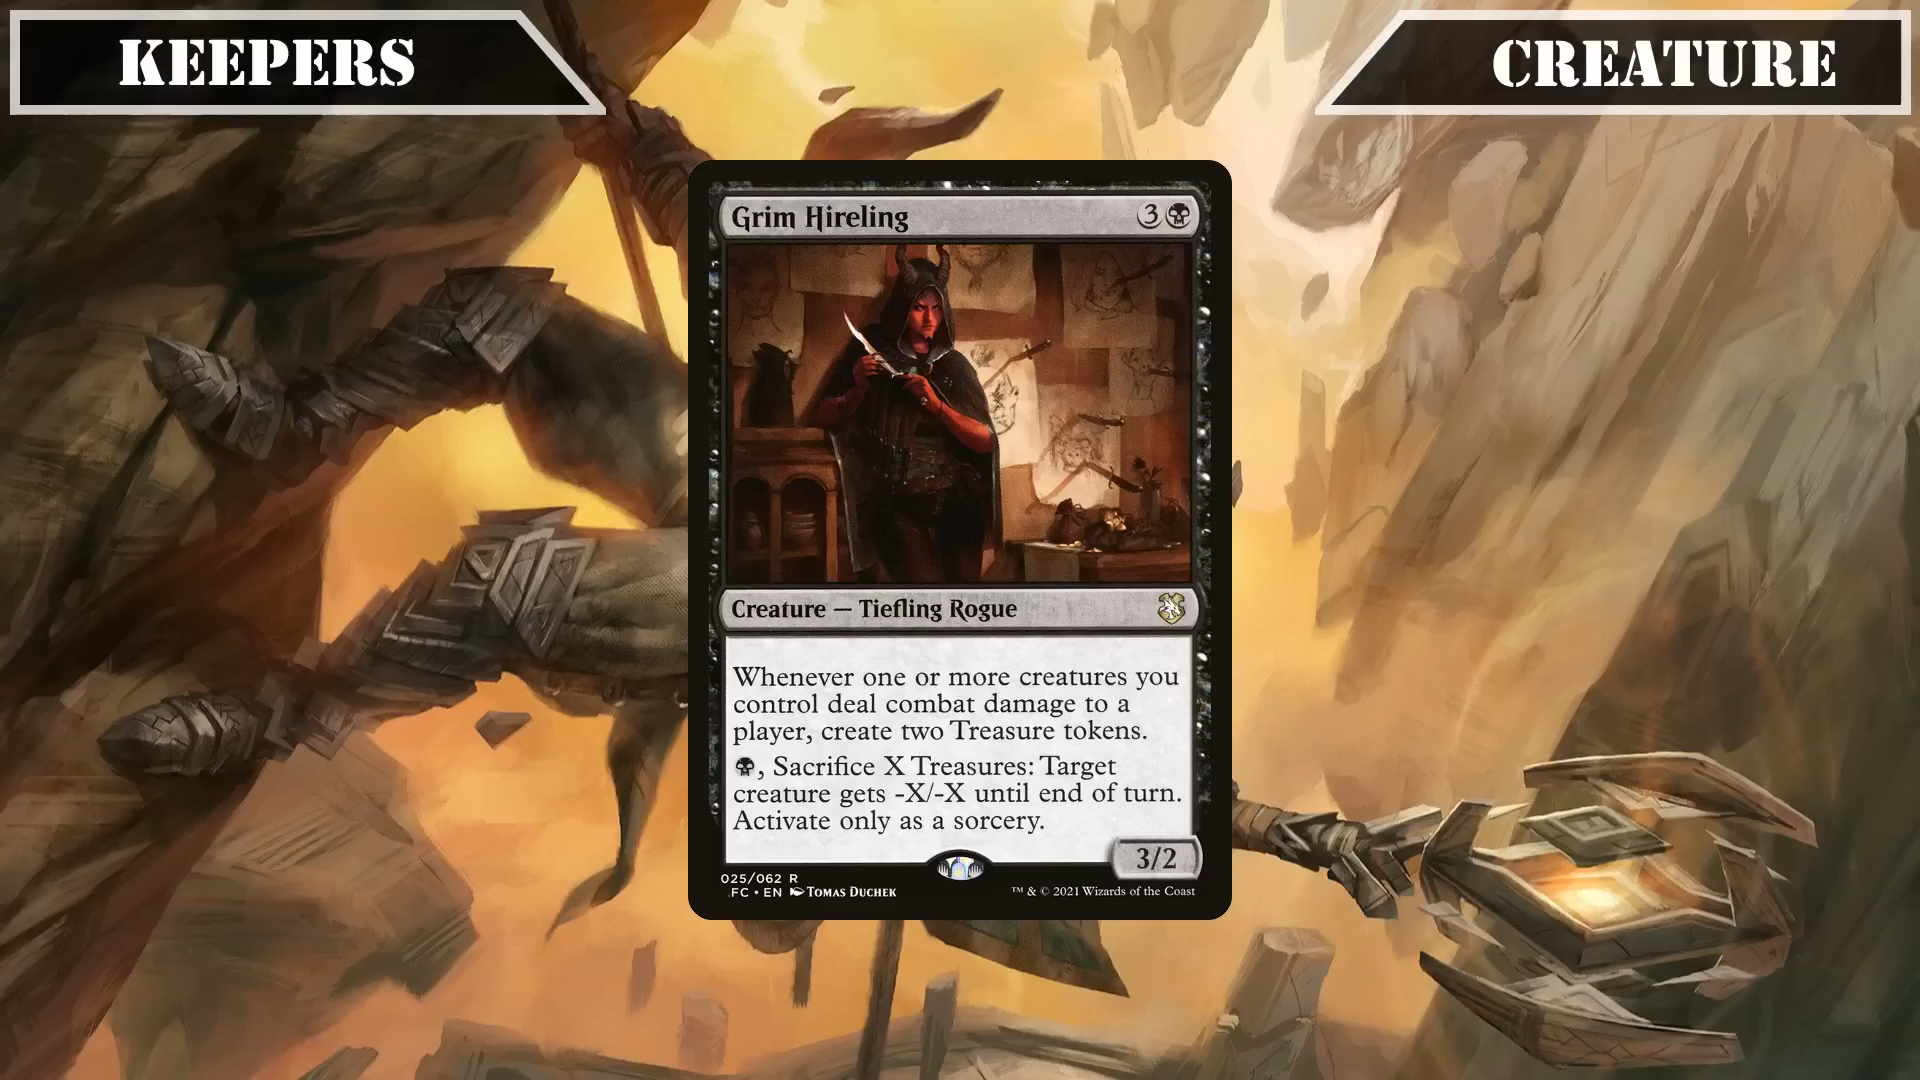 KEEPERS
CREATURE
Grim Hireling 3
Creature — Tiefling Rogue
Whenever one or more creatures you
control deal combat damage to a
player, create two Treasure tokens.
, Sacrifice X Treasures: Target
creature gets -X/-X until end of turn.
Activate only as a sorcery.
3/2
025/062 R
FC • EN TOMAS DUCHEK
™ & © 2021 Wizards of the Coast